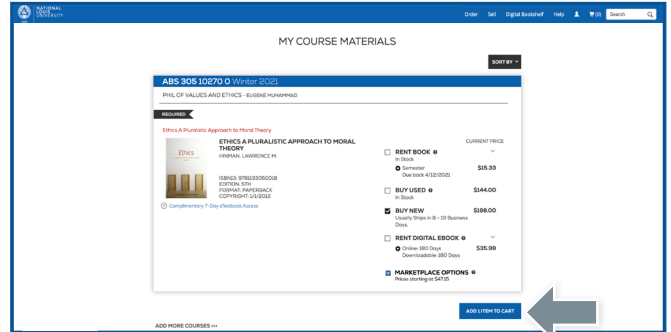 NATIONAL
LOUIS
UNIVERSITY
Order Sell Digital Bookshelf Help (0) Search
MY COURSE MATERIALS
SORT BY
ABS 305 10270 0 Winter 2021
PHIL OF VALUES AND ETHICS - EUGENE MUHAMMAD
REQUIRED
Ethics A Pluralistic Approach to Moral Theory
Ethics
ETHICS A PLURALISTIC APPROACH TO MORAL
THEORY
HINMAN, LAWRENCE M.
ISBN13: 9781133050018
EDITION: 5TH
FORMAT: PAPERBACK
COPYRIGHT: 1/1/2012
Complimentary 7-Day eTextbook Access
CURRENT PRICE
RENT BOOK
In Stock
Semester $15.33
Due back 4/12/2021
BUY USED $144.00
In Stock
BUY NEW $198.00
Usually Ships in 8 - 10 Business
Days.
RENT DIGITAL EBOOK
Online: 180 Days $35.99
Downloadable: 180 Days
MARKETPLACE OPTIONS
Prices starting at $47.15
ADD 1 ITEM TO CART
ADD MORE COURSES >>>